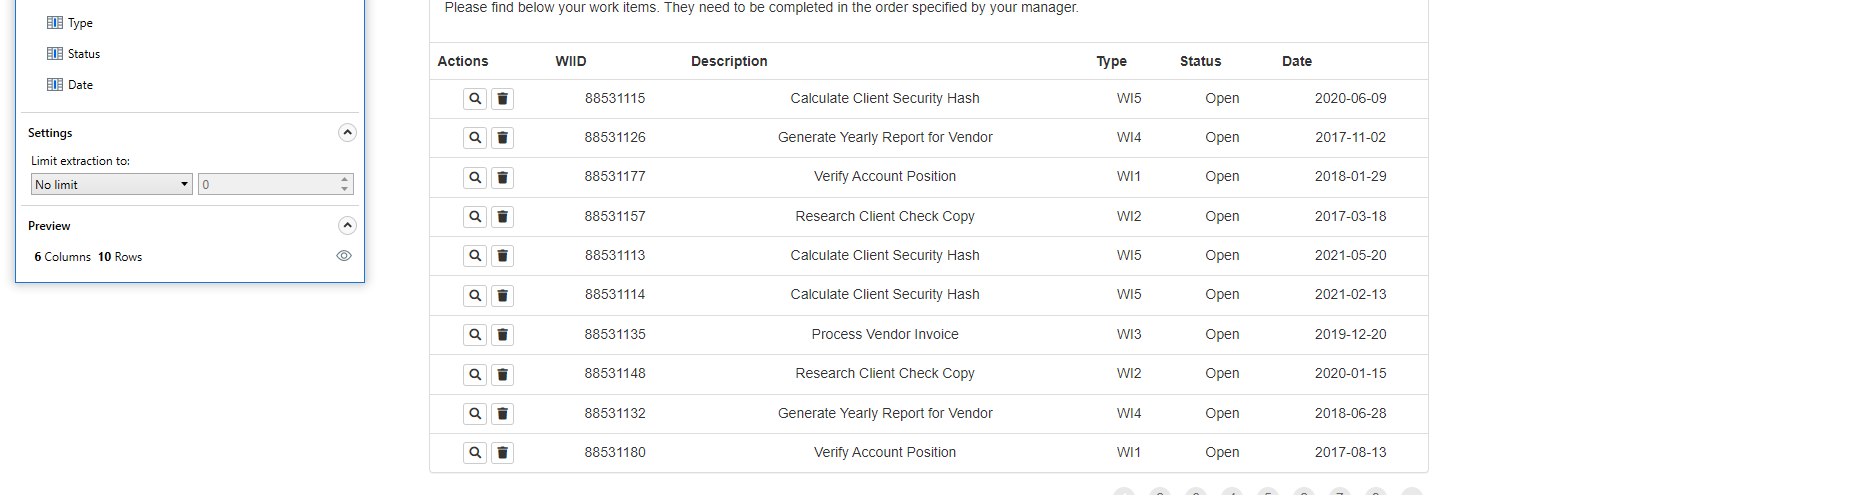 Type
Status
Date
Settings
Limit extraction to:
No limit 0
Preview
6 Columns 10 Rows
Please find below your work items. They need to be completed in the order specified by your manager.
Actions WIID Description Type Status Date
88531115 Calculate Client Security Hash WI5 Open 2020-06-09
88531126 Generate Yearly Report for Vendor WI4 Open 2017-11-02
88531177 Verify Account Position WI1 Open 2018-01-29
88531157 Research Client Check Copy WI2 Open 2017-03-18
88531113 Calculate Client Security Hash WI5 Open 2021-05-20
88531114 Calculate Client Security Hash WI5 Open 2021-02-13
88531135 Process Vendor Invoice WI3 Open 2019-12-20
88531148 Research Client Check Copy WI2 Open 2020-01-15
88531132 Generate Yearly Report for Vendor WI4 Open 2018-06-28
88531180 Verify Account Position WI1 Open 2017-08-13